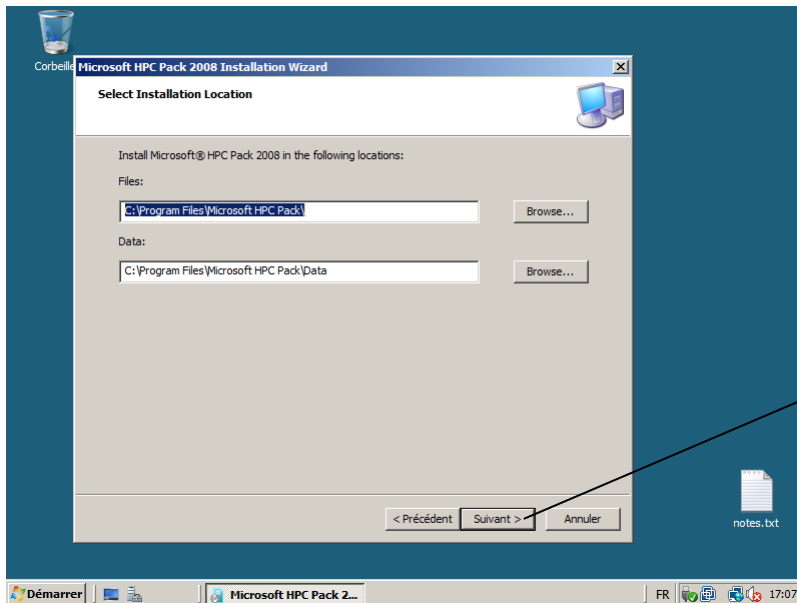 Corbeille
Microsoft HPC Pack 2008 Installation Wizard
Select Installation Location
Install Microsoft® HPC Pack 2008 in the following locations:
Files:
C:\Program Files\Microsoft HPC Pack\
Browse...
Data:
C:\Program Files\Microsoft HPC Pack\Data
Browse...
< Précédent
Suivant >
Annuler
notes.txt
Démarrer
Microsoft HPC Pack 2...
FR
17:07